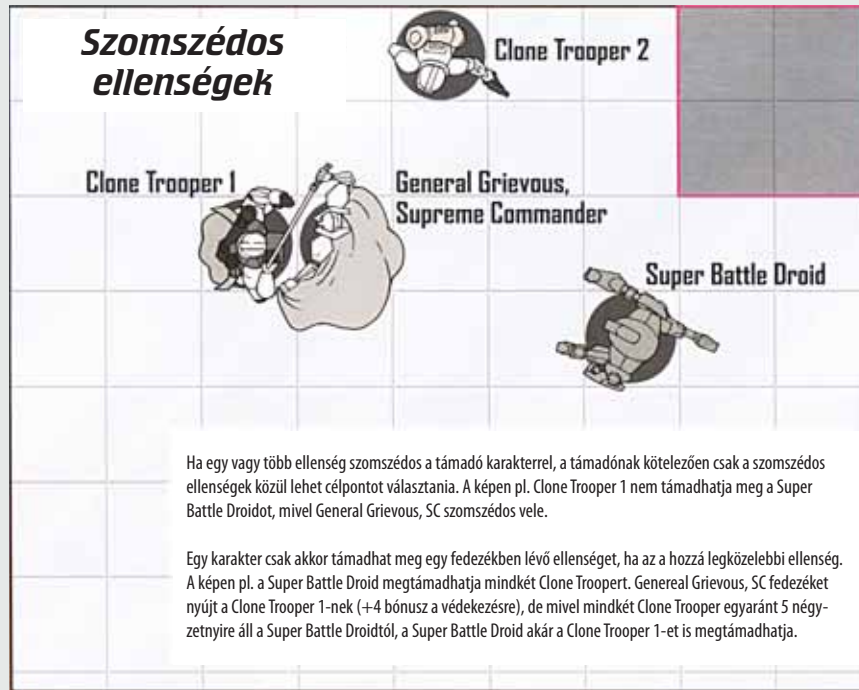 Szomszédos
ellenségek
Clone Trooper 2
Clone Trooper 1
General Grievous,
Supreme Commander
Super Battle Droid
Ha egy vagy több ellenség szomszédos a támadó karakterrel, a támadónak kötelezően csak a szomszédos
ellenségek közül lehet célpontot választania. A képen pl. Clone Trooper 1 nem támadhatja meg a Super
Battle Droidot, mivel General Grievous, SC szomszédos vele.
Egy karakter csak akkor támadhat meg egy fedezékben lévő ellenséget, ha az a hozzá legközelebbi ellenség.
A képen pl. a Super Battle Droid megtámadhatja mindkét Clone Troopert. Genereal Grievous, SC fedezéket
nyújt a Clone Trooper 1-nek (+4 bónusz a védekezésre), de mivel mindkét Clone Trooper egyaránt 5 négy-
zetnyire áll a Super Battle Droidtól, a Super Battle Droid akár a Clone Trooper 1-et is megtámadhatja.